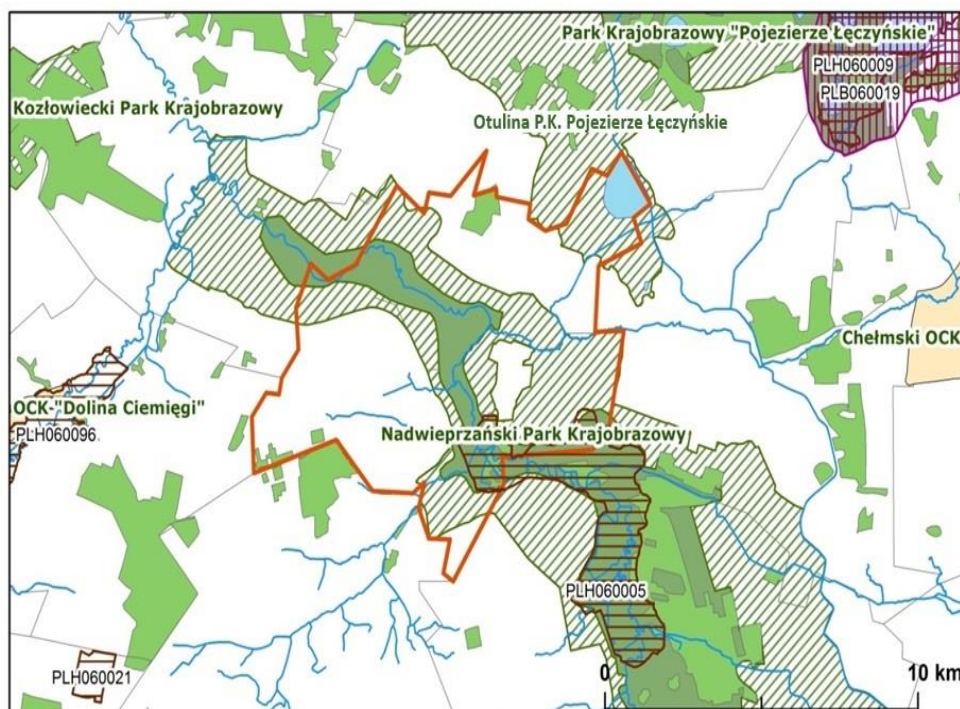 Park Krajobrazowy "Pojezierze Łęczyńskie"
PLH060009
PLB060019
Kozłowiecki Park Krajobrazowy
Otulina P.K. Pojezierze Łęczyńskie
Chełmski OCK
OCK-"Dolina Ciemięgi"
PLH060096
Nadwieprzański Park Krajobrazowy
PLH060005
PLH060021
0 10 km